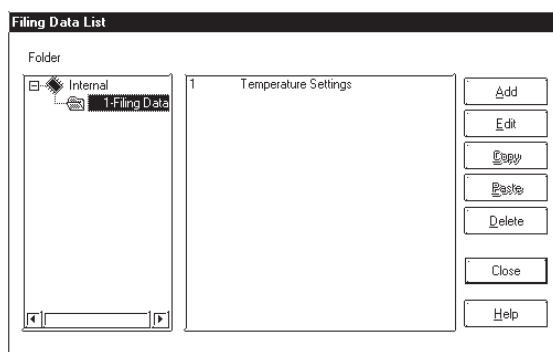 Filing Data List
Folder
Internal
1-Filing Data
1 Temperature Settings
Add
Edit
Copy
Paste
Delete
Close
Help